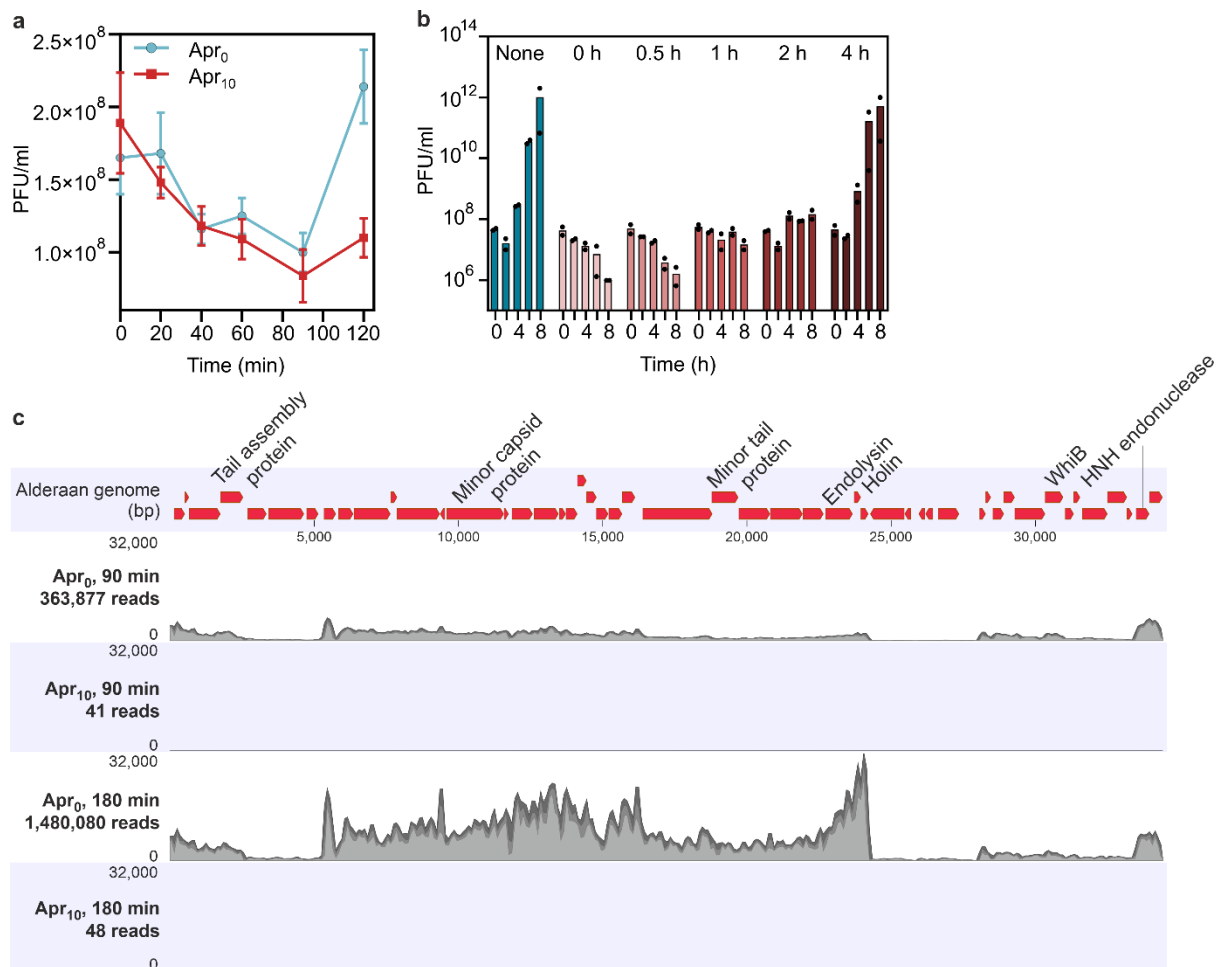 a
2.5×10⁸
2.0×10⁸
1.5×10⁸
1.0×10⁸
PFU/ml
Apr₀
Apr₁₀
0 20 40 60 80 100 120
Time (min)
b
10¹⁴
10¹²
10¹⁰
10⁸
10⁶
PFU/ml
None 0 h 0.5 h 1 h 2 h 4 h
0 4 8 0 4 8 0 4 8 0 4 8 0 4 8 0 4 8
Time (h)
c
Tail assembly
protein
Minor capsid
protein
Minor tail
protein
Endolysin
Holin
WhiB
HNH endonuclease
Alderaan genome
(bp)
5,000 10,000 15,000 20,000 25,000 30,000
32,000
Apr₀, 90 min
363,877 reads
0
32,000
Apr₁₀, 90 min
41 reads
0
32,000
Apr₀, 180 min
1,480,080 reads
0
32,000
Apr₁₀, 180 min
48 reads
0